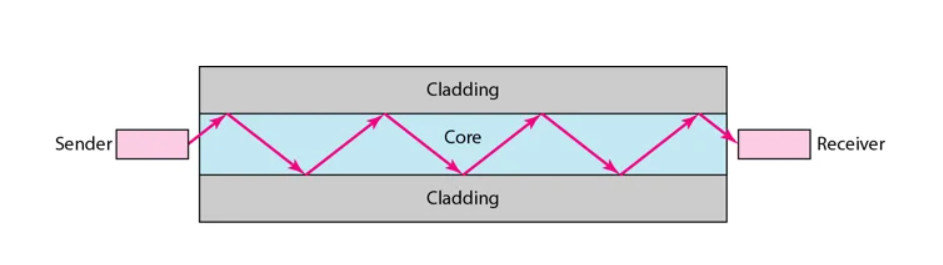 Cladding
Sender
Core
Receiver
Cladding